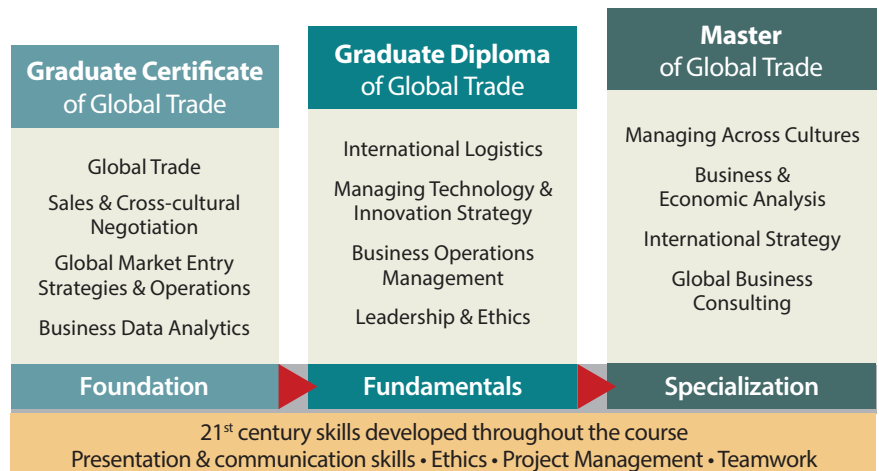 Graduate Certificate
of Global Trade
Global Trade
Sales & Cross-cultural
Negotiation
Global Market Entry
Strategies & Operations
Business Data Analytics
Foundation
Graduate Diploma
of Global Trade
International Logistics
Managing Technology &
Innovation Strategy
Business Operations
Management
Leadership & Ethics
Fundamentals
Master
of Global Trade
Managing Across Cultures
Business &
Economic Analysis
International Strategy
Global Business
Consulting
Specialization
21st century skills developed throughout the course
Presentation & communication skills • Ethics • Project Management • Teamwork